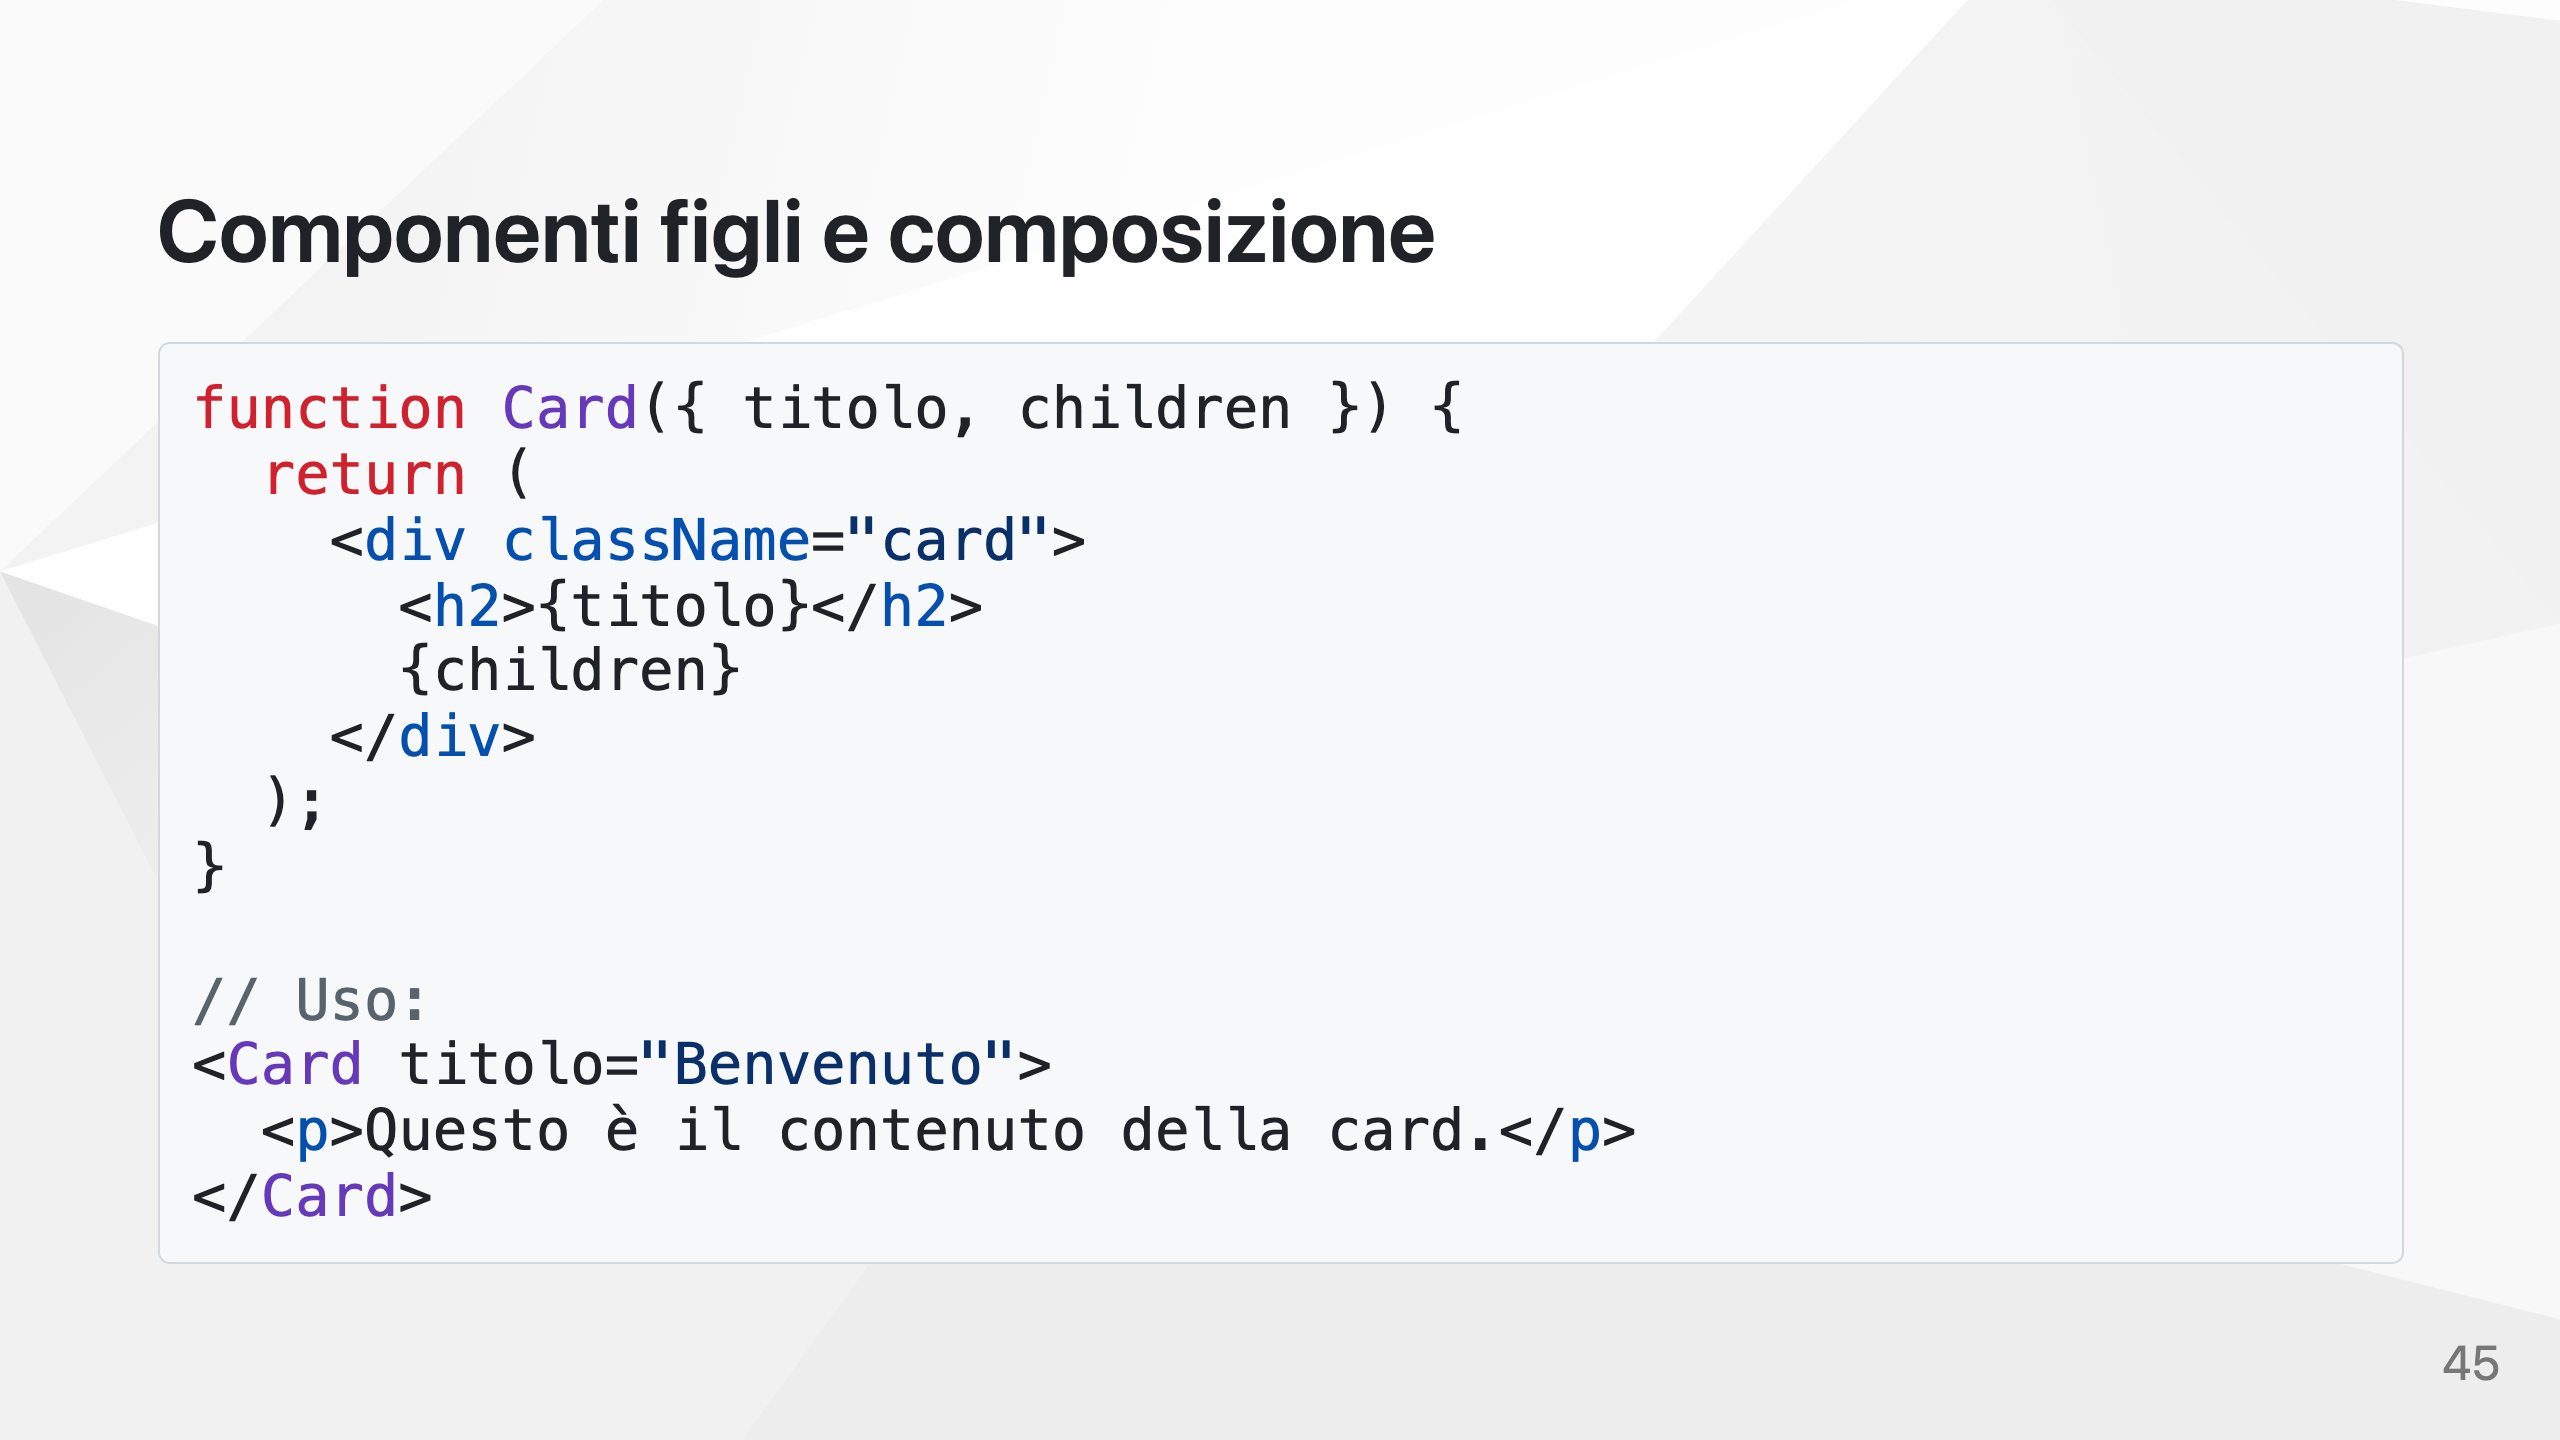 Componenti figli e composizione
function Card({ titolo, children }) {
  return (
    <div className="card">
      <h2>{titolo}</h2>
      {children}
    </div>
  );
}

// Uso:
<Card titolo="Benvenuto">
  <p>Questo è il contenuto della card.</p>
</Card>
45